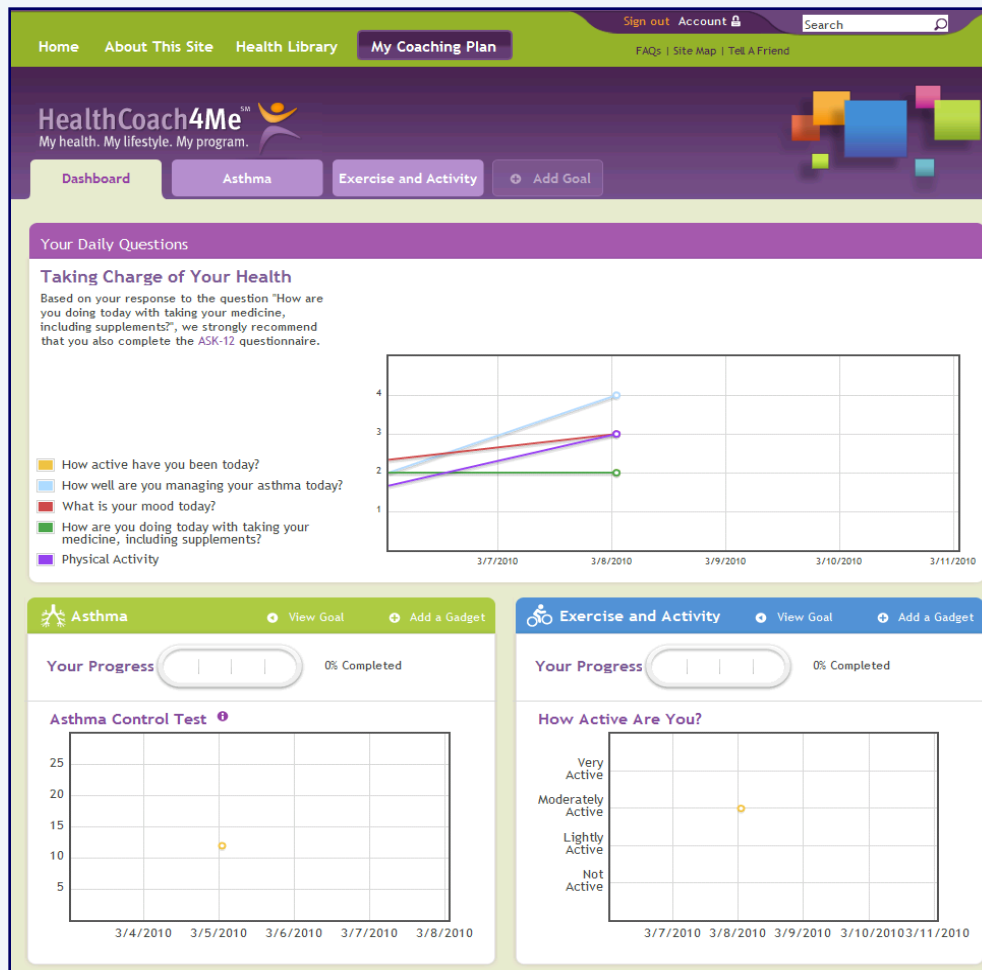 Sign out Account
Search
Home About This Site Health Library My Coaching Plan
FAQs | Site Map | Tell A Friend
HealthCoach4Me SM
My health. My lifestyle. My program.
Dashboard Asthma Exercise and Activity Add Goal
Your Daily Questions
Taking Charge of Your Health
Based on your response to the question "How are
you doing today with taking your medicine,
including supplements?", we strongly recommend
that you also complete the ASK-12 questionnaire.
How active have you been today?
How well are you managing your asthma today?
What is your mood today?
How are you doing today with taking your
medicine, including supplements?
Physical Activity
4
3
2
1
3/7/2010 3/8/2010 3/9/2010 3/10/2010 3/11/2010
Asthma View Goal Add a Gadget
Your Progress 0% Completed
Asthma Control Test
25
20
15
10
5
3/4/2010 3/5/2010 3/6/2010 3/7/2010 3/8/2010
Exercise and Activity View Goal Add a Gadget
Your Progress 0% Completed
How Active Are You?
Very
Active
Moderately
Active
Lightly
Active
Not
Active
3/7/2010 3/8/2010 3/9/2010 3/10/2010 3/11/2010